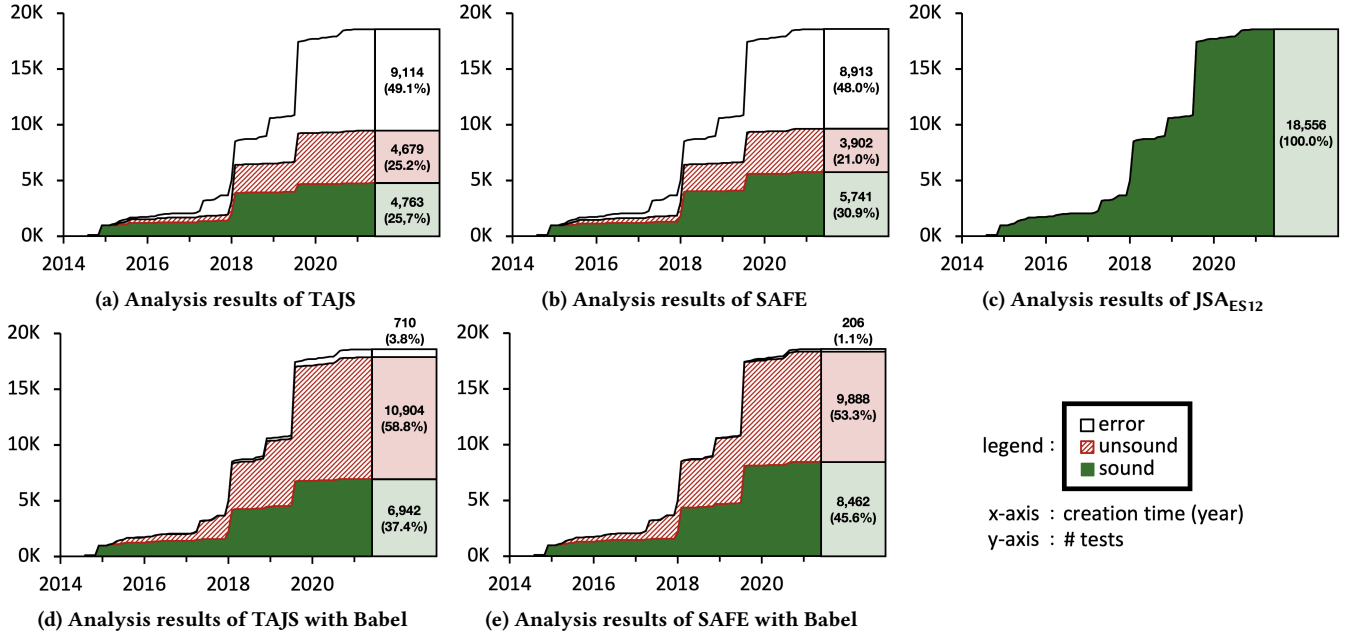 20K
15K
10K
5K
0K
2014 2016 2018 2020
9,114
(49.1%)
4,679
(25.2%)
4,763
(25,7%)
(a) Analysis results of TAJS
20K
15K
10K
5K
0K
2014 2016 2018 2020
8,913
(48.0%)
3,902
(21.0%)
5,741
(30.9%)
(b) Analysis results of SAFE
20K
15K
10K
5K
0K
2014 2016 2018 2020
18,556
(100.0%)
(c) Analysis results of JSAES12
20K
15K
10K
5K
0K
2014 2016 2018 2020
710
(3.8%)
10,904
(58.8%)
6,942
(37.4%)
(d) Analysis results of TAJS with Babel
20K
15K
10K
5K
0K
2014 2016 2018 2020
206
(1.1%)
9,888
(53.3%)
8,462
(45.6%)
(e) Analysis results of SAFE with Babel
legend :
error
unsound
sound
x-axis : creation time (year)
y-axis : # tests